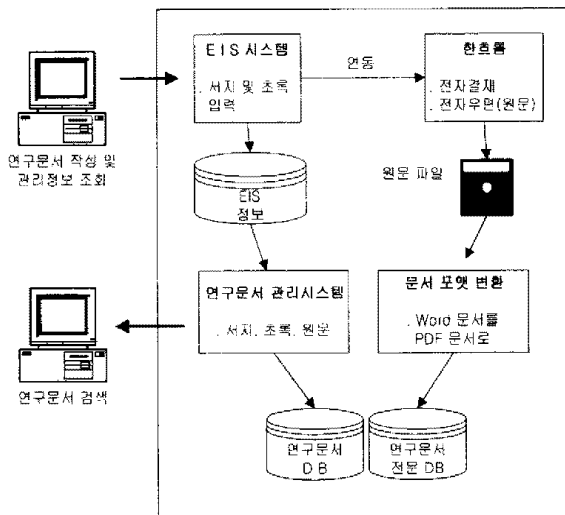 EIS 시스템
. 서지 및 초록
입력
연동
한흐름
. 전자결재
. 전자우편(원문)
연구문서 작성 및
관리정보 조회
EIS
정보
원문 파일
연구문서 관리시스템
. 서지, 초록, 원문
문서 포맷 변환
. Word 문서를
PDF 문서로
연구문서 검색
연구문서
D B
연구문서
전문 DB